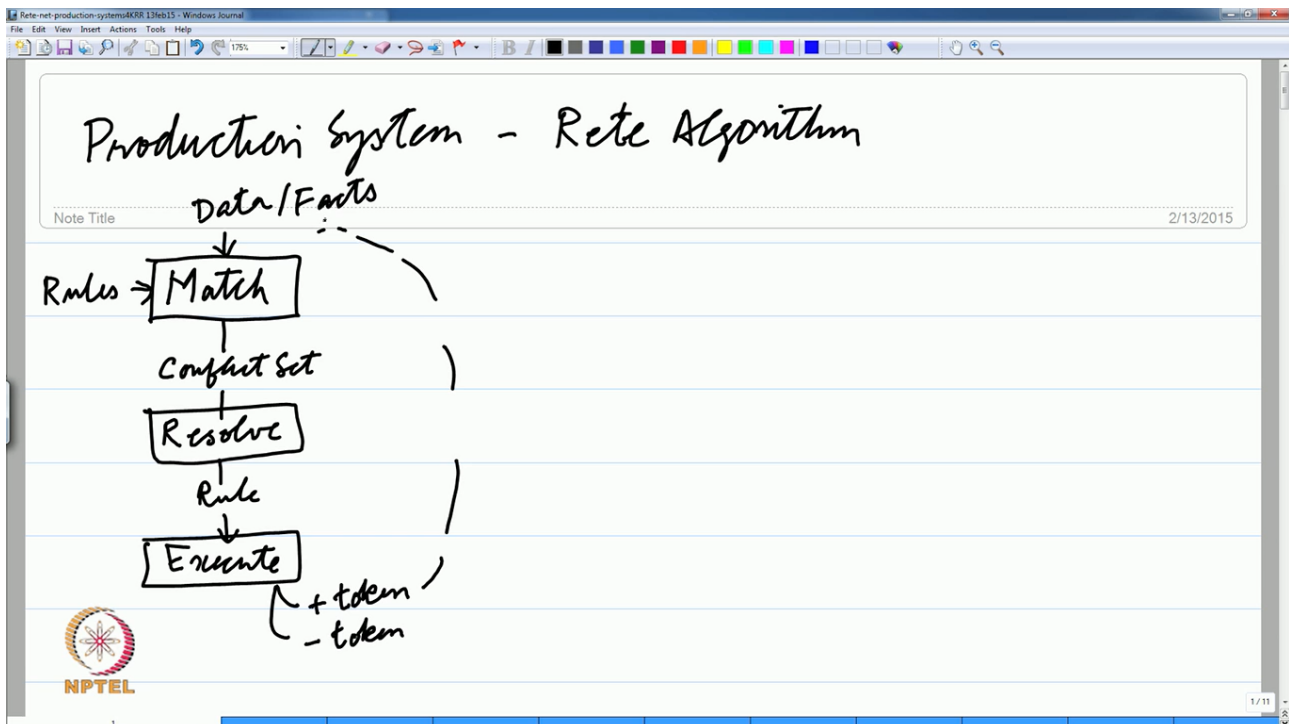 Rete-net-production-systems4KRR 13feb15 - Windows Journal
File Edit View Insert Actions Tools Help
175%
B I
Production System - Rete Algorithm
Data/Facts
Note Title
2/13/2015
Rules → Match
Conflict Set
Resolve
Rule
Execute
+ token
- token
NPTEL
1/11